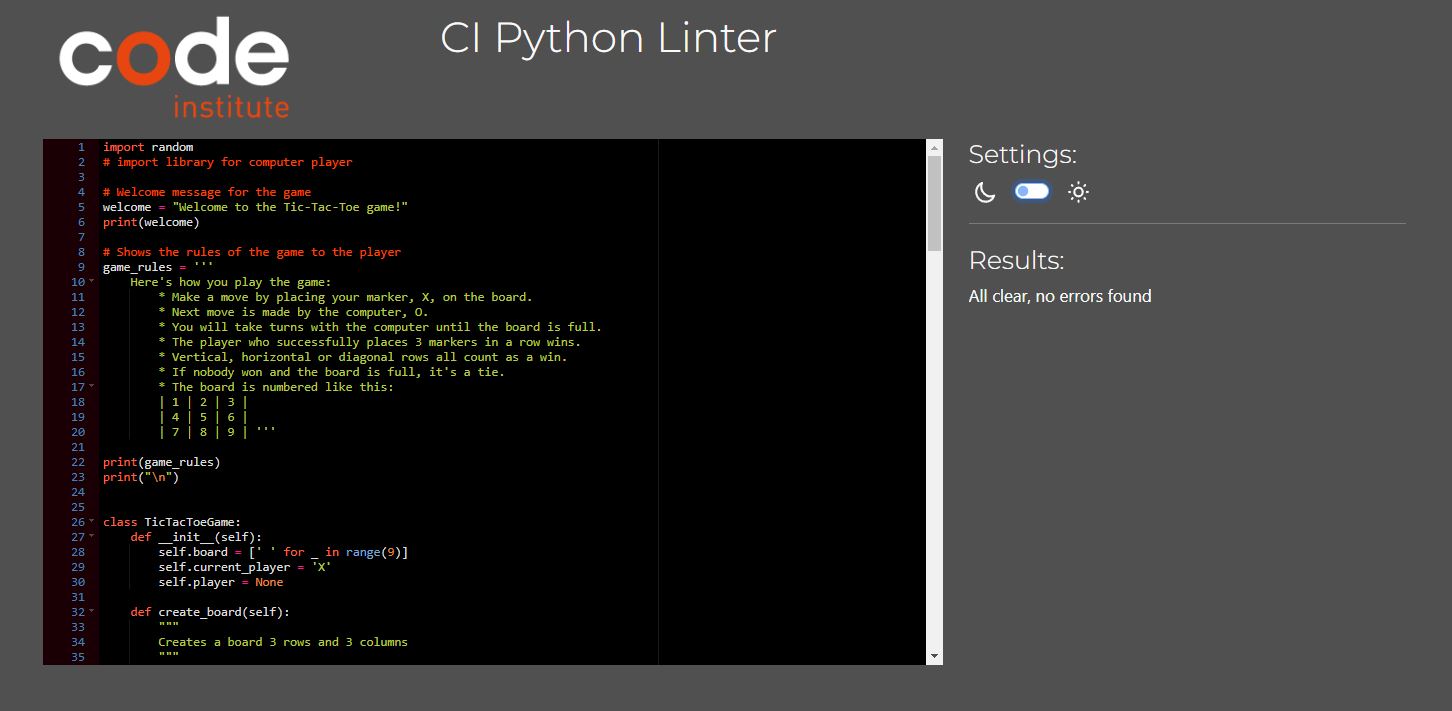 code
institute
CI Python Linter
1 import random
2 # import library for computer player
3
4 # Welcome message for the game
5 welcome = "Welcome to the Tic-Tac-Toe game!"
6 print(welcome)
7
8 # Shows the rules of the game to the player
9 game_rules = '''
10     Here's how you play the game:
11         * Make a move by placing your marker, X, on the board.
12         * Next move is made by the computer, O.
13         * You will take turns with the computer until the board is full.
14         * The player who successfully places 3 markers in a row wins.
15         * Vertical, horizontal or diagonal rows all count as a win.
16         * If nobody won and the board is full, it's a tie.
17         * The board is numbered like this:
18         | 1 | 2 | 3 |
19         | 4 | 5 | 6 |
20         | 7 | 8 | 9 | '''
21
22 print(game_rules)
23 print("\n")
24
25
26 class TicTacToeGame:
27     def __init__(self):
28         self.board = [' ' for _ in range(9)]
29         self.current_player = 'X'
30         self.player = None
31
32     def create_board(self):
33         """
34         Creates a board 3 rows and 3 columns
35         """
Settings:
Results:
All clear, no errors found